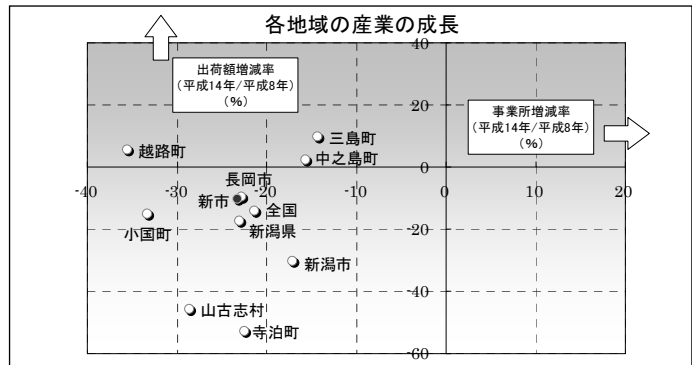 各地域の産業の成長
40
出荷額増減率
(平成14年/平成8年)
(%)
20
事業所増減率
(平成14年/平成8年)
(%)
三島町
越路町
中之島町
0
-40
-30
-20
-10
0
10
20
長岡市
新市
全国
小国町
新潟県
-20
新潟市
山古志村
-40
寺泊町
-60